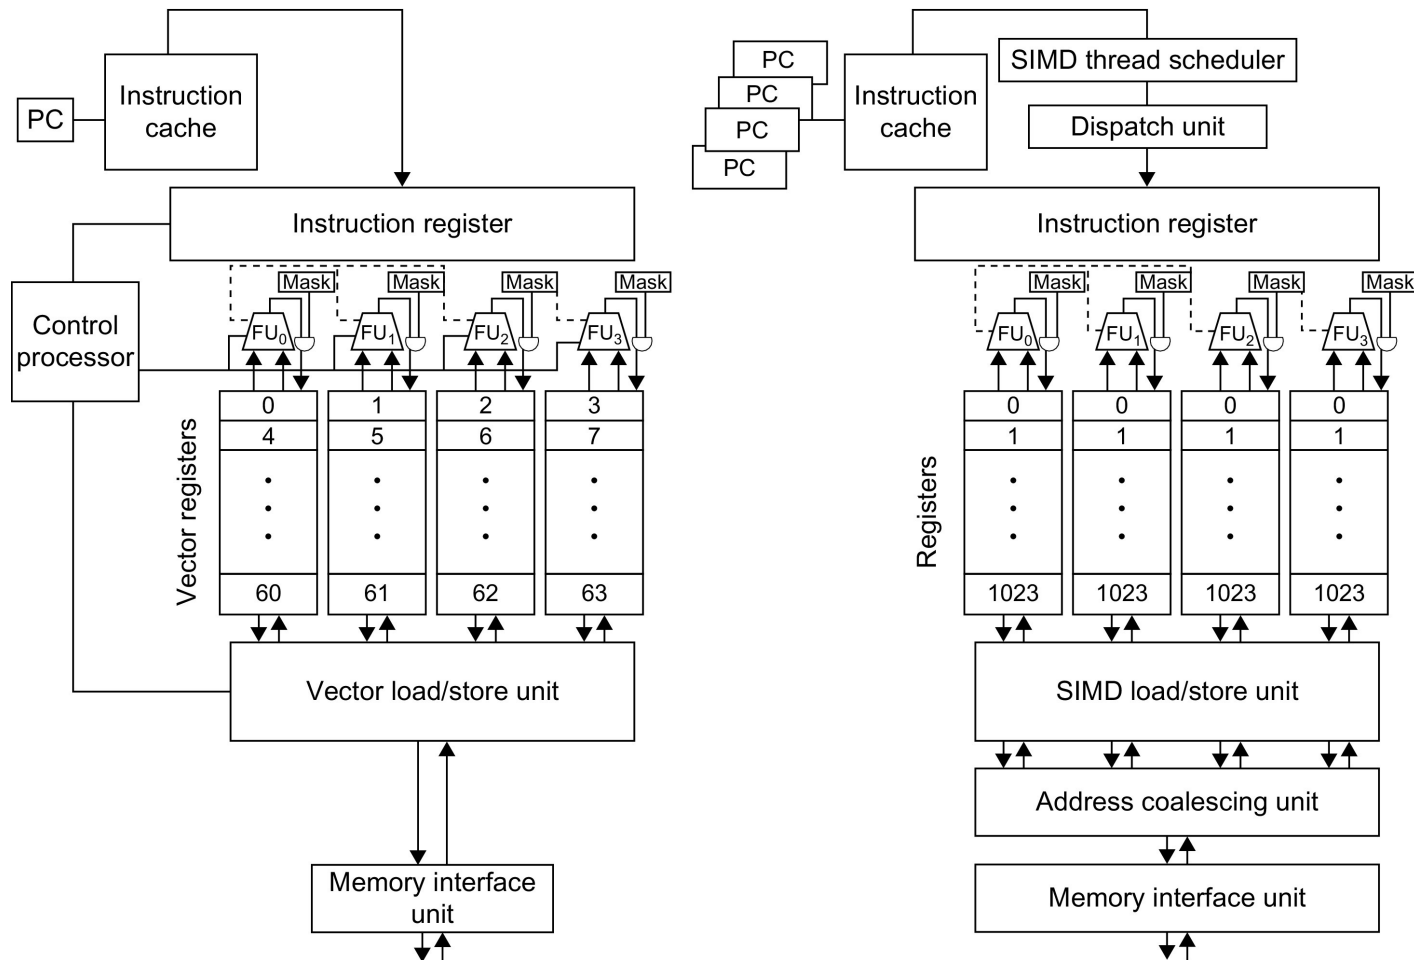 PC
Instruction
cache
Instruction register
Control
processor
Mask
Mask
Mask
Mask
FU0
FU1
FU2
FU3
Vector registers
0 1 2 3
4 5 6 7
60 61 62 63
Vector load/store unit
Memory interface
unit
PC
PC
PC
PC
Instruction
cache
SIMD thread scheduler
Dispatch unit
Instruction register
Mask
Mask
Mask
Mask
FU0
FU1
FU2
FU3
Registers
0 0 0 0
1 1 1 1
1023 1023 1023 1023
SIMD load/store unit
Address coalescing unit
Memory interface unit